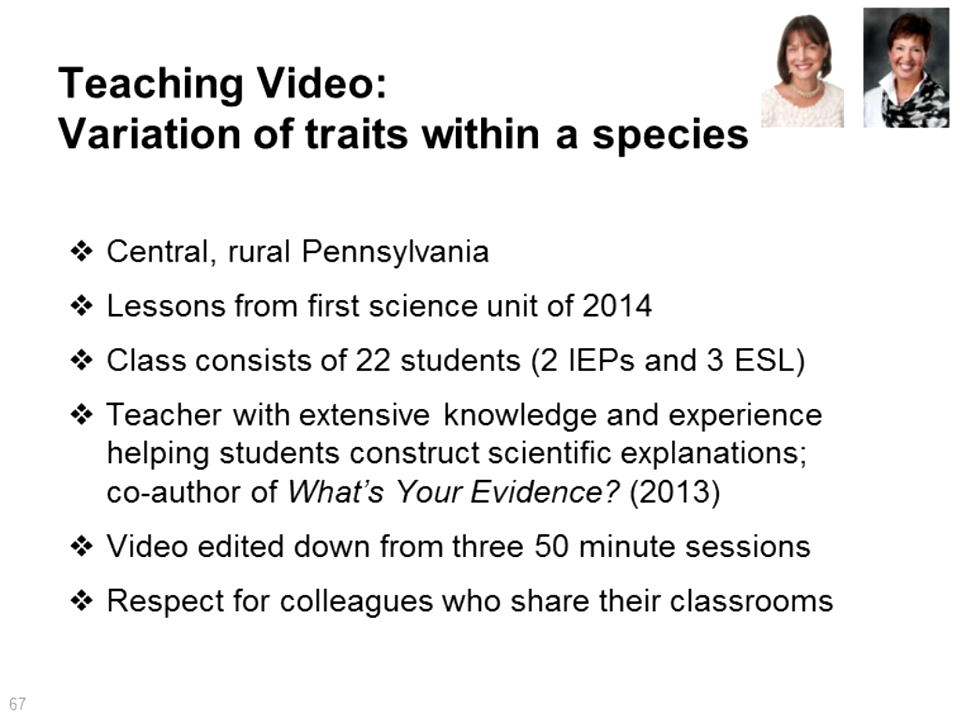 Teaching Video:
Variation of traits within a species
❖ Central, rural Pennsylvania
❖ Lessons from first science unit of 2014
❖ Class consists of 22 students (2 IEPs and 3 ESL)
❖ Teacher with extensive knowledge and experience
helping students construct scientific explanations;
co-author of What's Your Evidence? (2013)
❖ Video edited down from three 50 minute sessions
❖ Respect for colleagues who share their classrooms
67